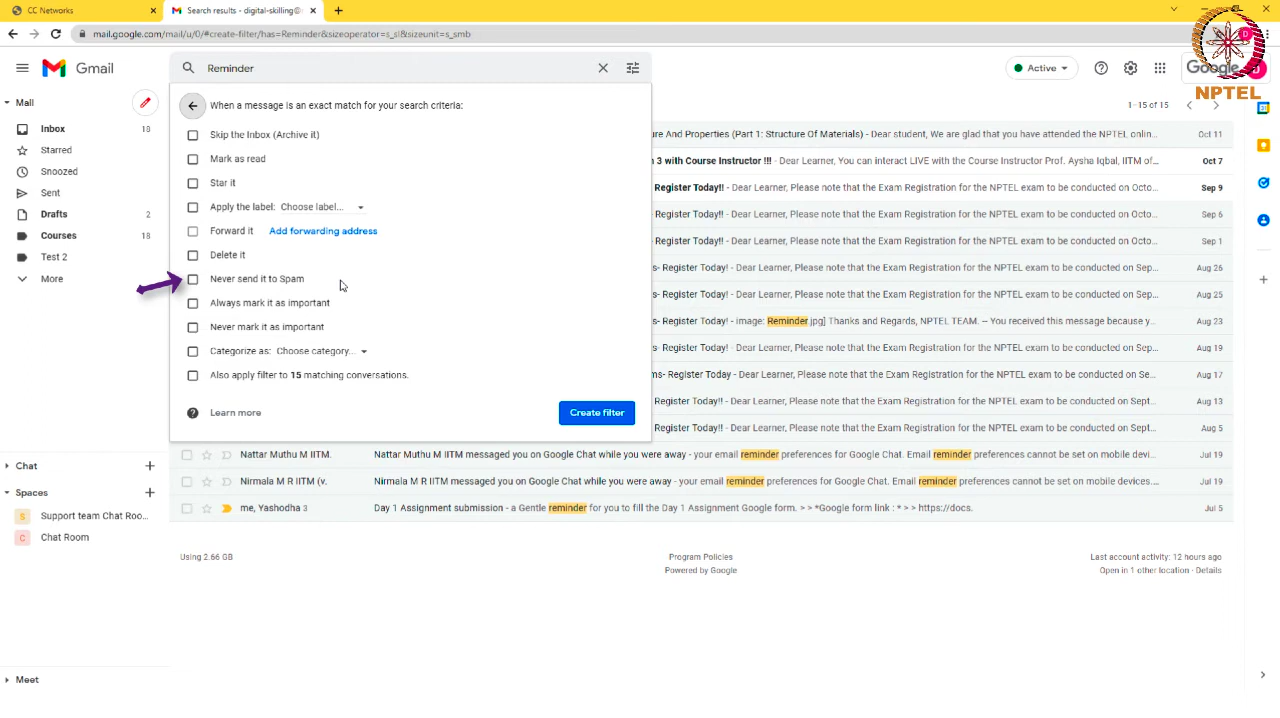 CC Networks
Search results - digital-skilling@
mail.google.com/mail/u/0/#create-filter/has=Reminder&sizeoperator=s_sl&sizeunit=s_smb
Gmail
Reminder
Active
Google
NPTEL
Mail
Inbox 18
Starred
Snoozed
Sent
Drafts 2
Courses 18
Test 2
More
When a message is an exact match for your search criteria:
Skip the Inbox (Archive it)
Mark as read
Star it
Apply the label: Choose label...
Forward it Add forwarding address
Delete it
Never send it to Spam
Always mark it as important
Never mark it as important
Categorize as: Choose category...
Also apply filter to 15 matching conversations.
Learn more
Create filter
1–15 of 15
ure And Properties (Part 1: Structure Of Materials) - Dear student, We are glad that you have attended the NPTEL onlin... Oct 11
n 3 with Course Instructor !!! - Dear Learner, You can interact LIVE with the Course Instructor Prof. Aysha Iqbal, IITM of... Oct 7
Register Today!! - Dear Learner, Please note that the Exam Registration for the NPTEL exam to be conducted on Octo... Sep 9
Register Today!! - Dear Learner, Please note that the Exam Registration for the NPTEL exam to be conducted on Octo... Sep 6
Register Today!! - Dear Learner, Please note that the Exam Registration for the NPTEL exam to be conducted on Octo... Sep 1
s- Register Today! - Dear Learner, Please note that the Exam Registration for the NPTEL exam to be conducted on Sept... Aug 26
s- Register Today! - Dear Learner, Please note that the Exam Registration for the NPTEL exam to be conducted on Sept... Aug 25
s- Register Today! - image: Reminder.jpg] Thanks and Regards, NPTEL TEAM. -- You received this message because y... Aug 23
s- Register Today! - Dear Learner, Please note that the Exam Registration for the NPTEL exam to be conducted on Sept... Aug 19
ms- Register Today - Dear Learner, Please note that the Exam Registration for the NPTEL exam to be conducted on Se... Aug 17
Register Today!! - Dear Learner, Please note that the Exam Registration for the NPTEL exam to be conducted on Sept... Aug 13
Register Today!! - Dear Learner, Please note that the Exam Registration for the NPTEL exam to be conducted on Sept... Aug 5
Nattar Muthu M IITM. Nattar Muthu M IITM messaged you on Google Chat while you were away - your email reminder preferences for Google Chat. Email reminder preferences cannot be set on mobile devi... Jul 19
Nirmala M R IITM (v. Nirmala M R IITM messaged you on Google Chat while you were away - your email reminder preferences for Google Chat. Email reminder preferences cannot be set on mobile devices.... Jul 19
me, Yashodha 3 Day 1 Assignment submission - a Gentle reminder for you to fill the Day 1 Assignment Google form. > > *Google form link : * > > https://docs. Jul 5
Chat
Spaces
S Support team Chat Roo...
C Chat Room
Meet
Using 2.66 GB
Program Policies
Powered by Google
Last account activity: 12 hours ago
Open in 1 other location - Details